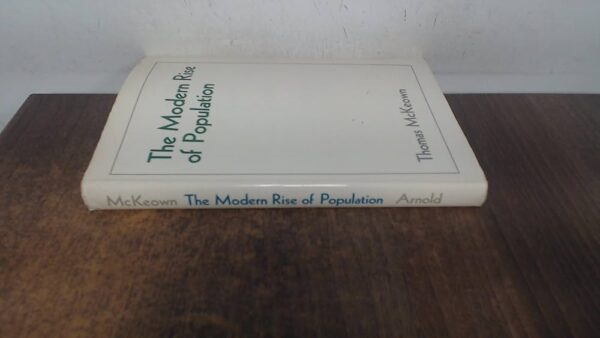 The Modern Rise
of Population
Thomas McKeown
McKeown The Modern Rise of Population Arnold